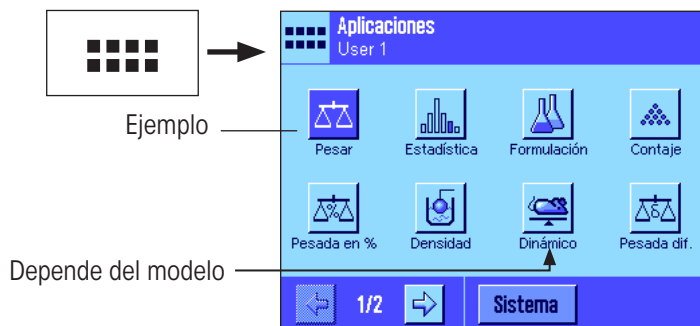 Aplicaciones
User 1
Ejemplo
Pesar Estadística Formulación Contaje
Pesada en % Densidad Dinámico Pesada dif.
Depende del modelo
1/2 Sistema